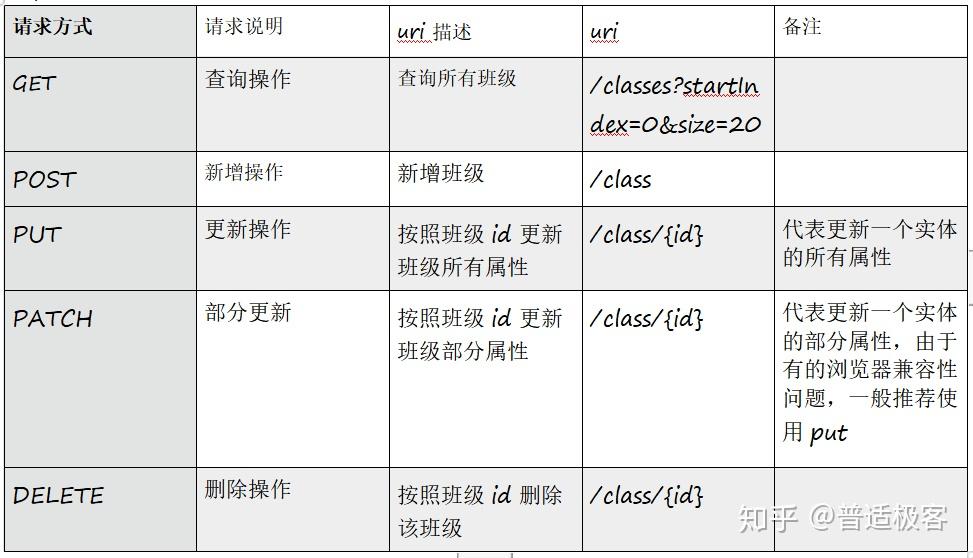 请求方式 请求说明 uri 描述 uri 备注
GET 查询操作 查询所有班级 /classes?startIn
dex=0&size=20
POST 新增操作 新增班级 /class
PUT 更新操作 按照班级 id 更新 /class/{id} 代表更新一个实体
班级所有属性 的所有属性
PATCH 部分更新 按照班级 id 更新 /class/{id} 代表更新一个实体
班级部分属性 的部分属性，由于
有的浏览器兼容性
问题，一般推荐使
用 put
DELETE 删除操作 按照班级 id 删除 /class/{id}
该班级
知乎 @普适极客